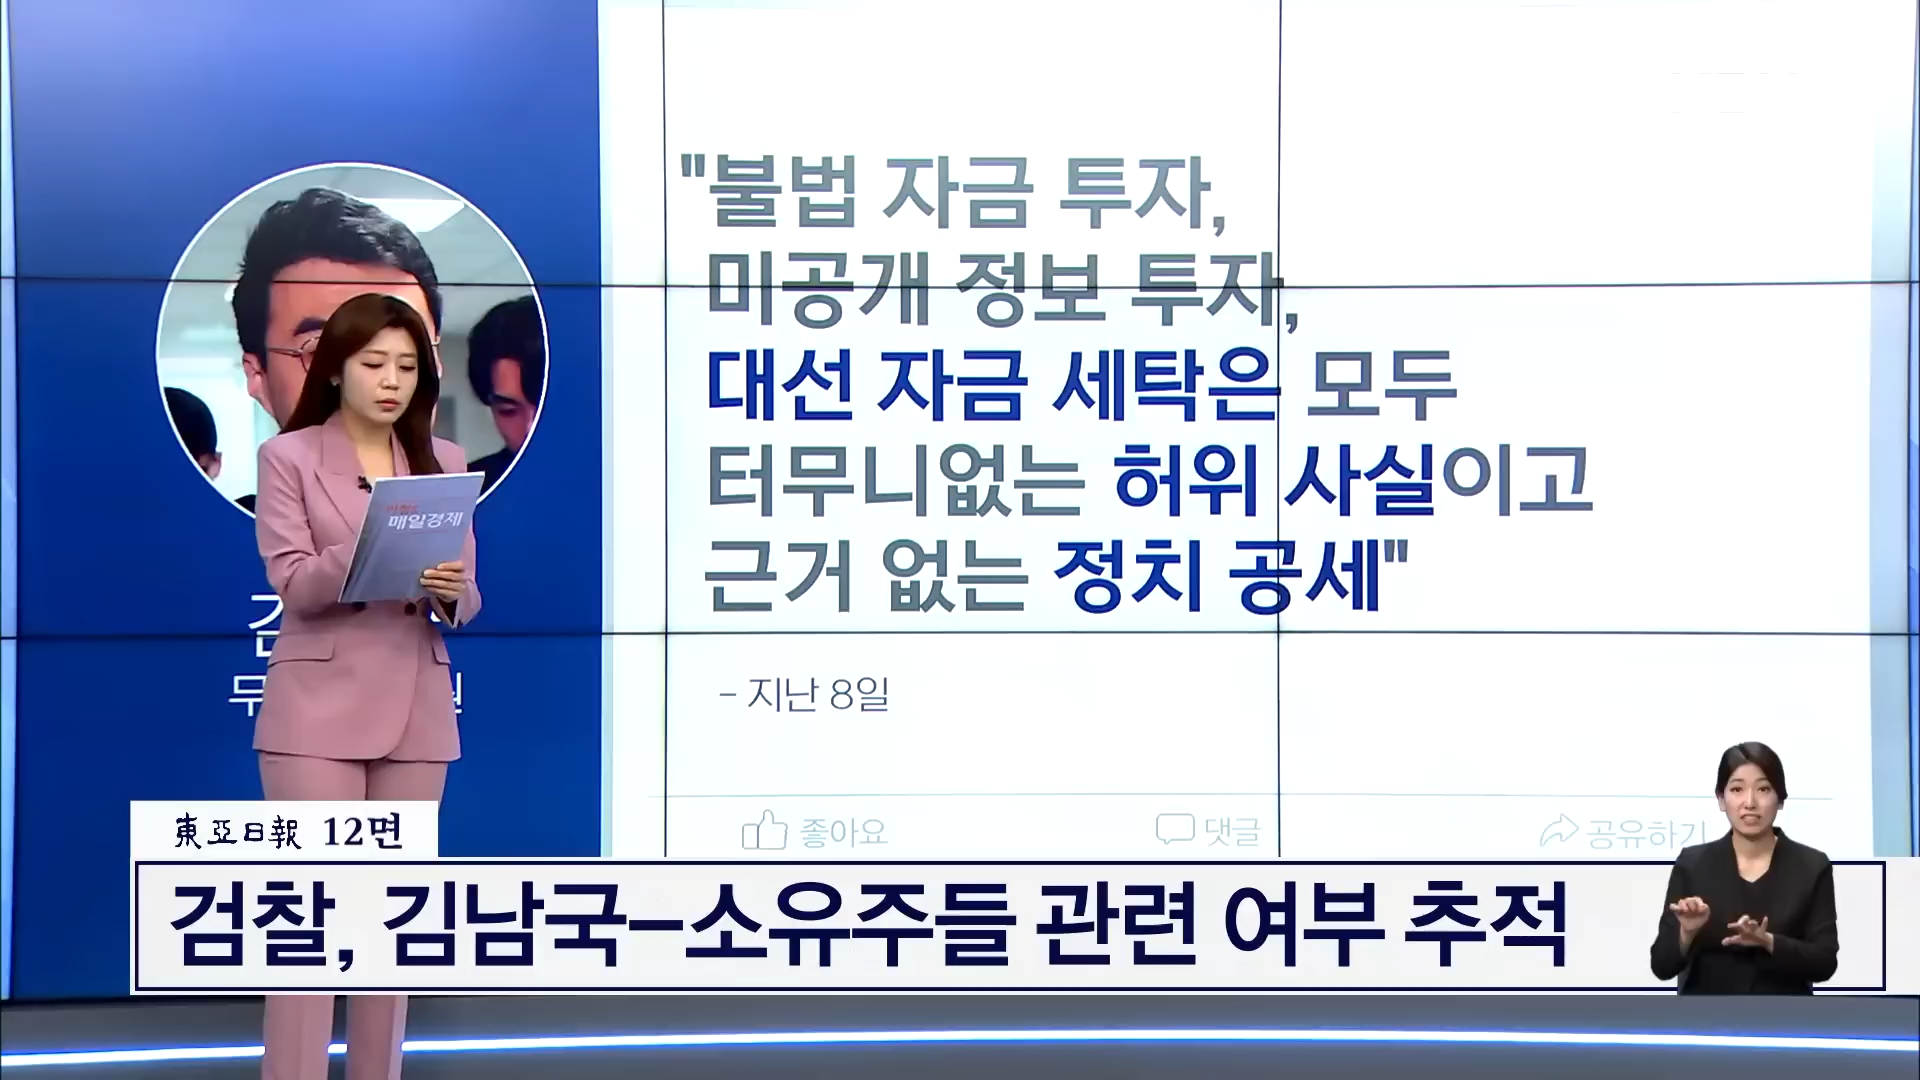 "불법 자금 투자,
미공개 정보 투자,
대선 자금 세탁은 모두
터무니없는 허위 사실이고
근거 없는 정치 공세"
- 지난 8일
좋아요
댓글
공유하기
매일경제
東亞日報 12면
검찰, 김남국-소유주들 관련 여부 추적